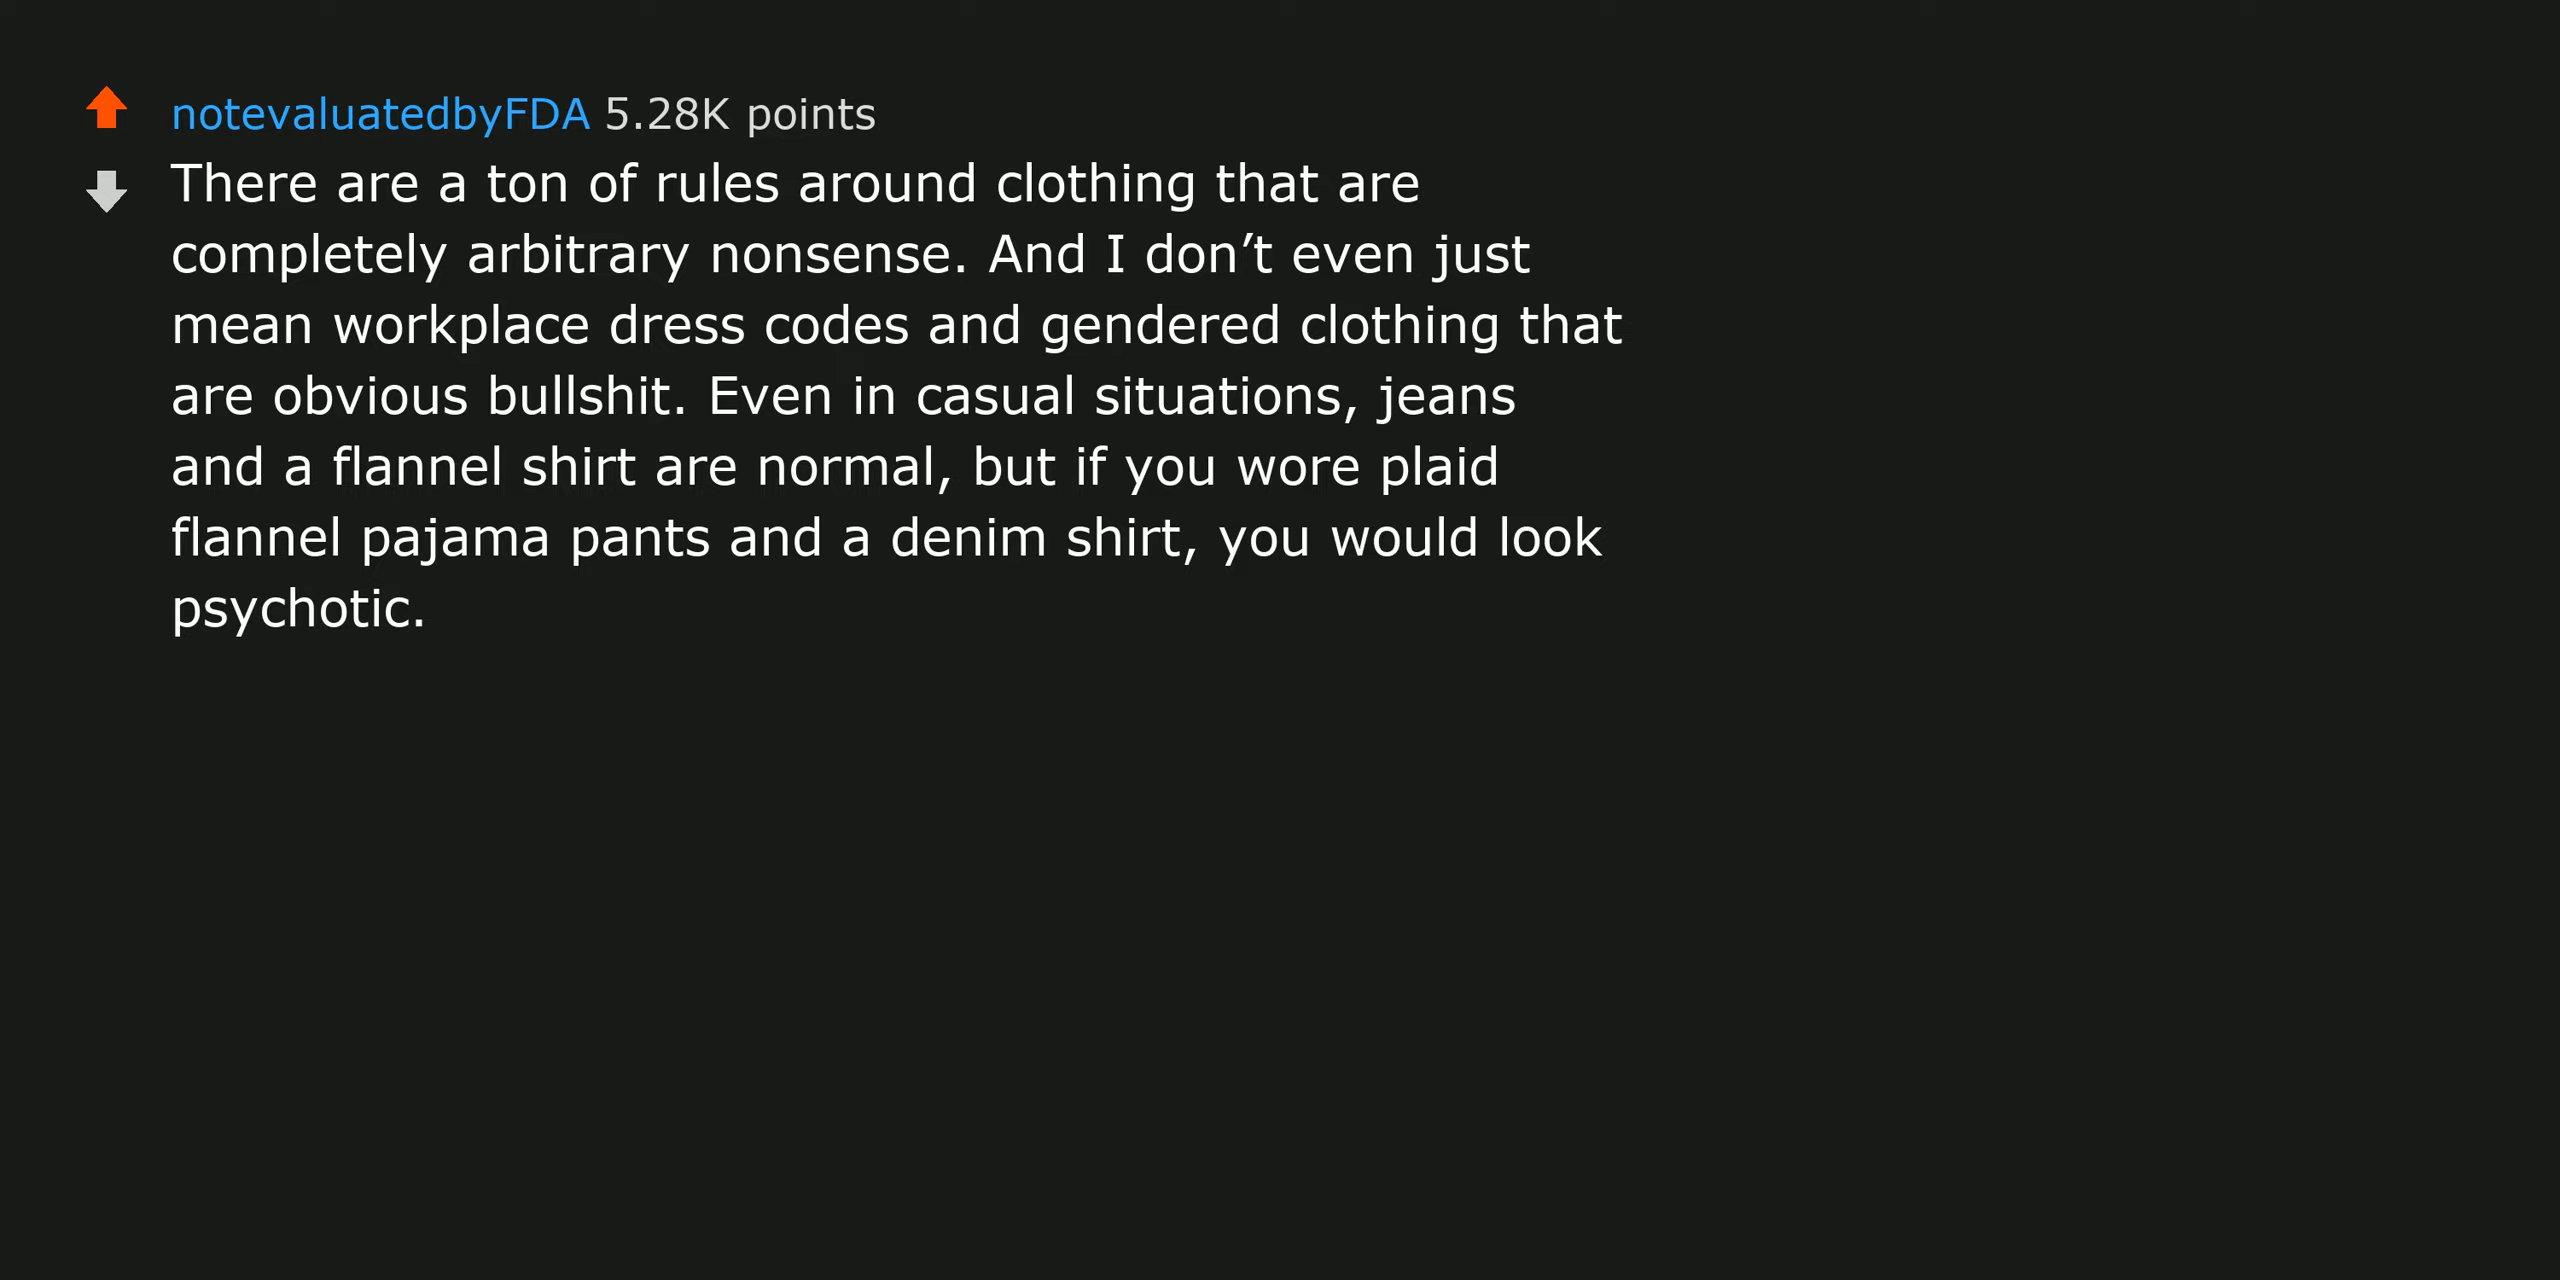 notevaluatedbyFDA 5.28K points
There are a ton of rules around clothing that are
completely arbitrary nonsense. And I don’t even just
mean workplace dress codes and gendered clothing that
are obvious bullshit. Even in casual situations, jeans
and a flannel shirt are normal, but if you wore plaid
flannel pajama pants and a denim shirt, you would look
psychotic.